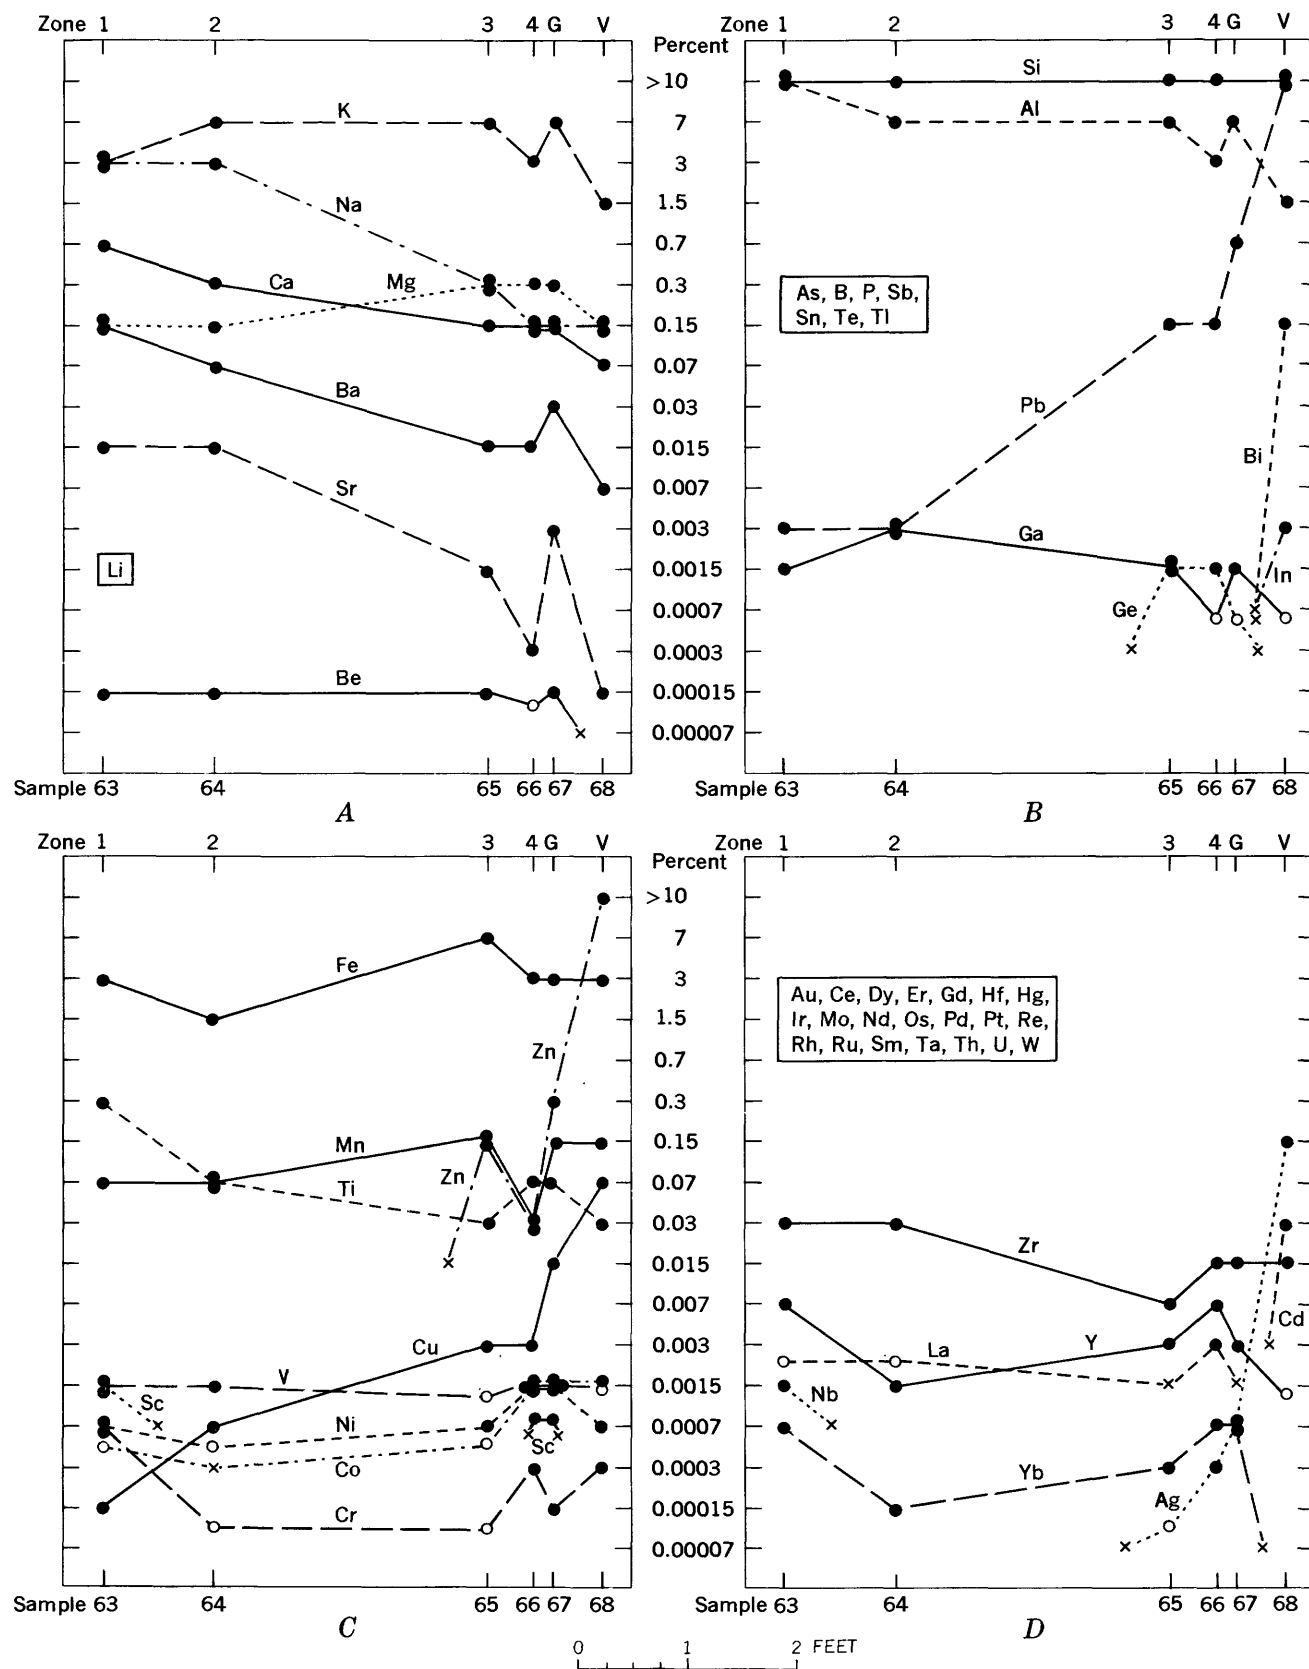 Zone 1 2 3 4 G V
Percent
Zone 1 2 3 4 G V
>10
7
3
1.5
0.7
0.3
0.15
0.07
0.03
0.015
0.007
0.003
0.0015
0.0007
0.0003
0.00015
0.00007
K
Na
Ca
Mg
Ba
Sr
Li
Be
Sample 63 64 65 66 67 68
A
Si
Al
As, B, P, Sb,
Sn, Te, Tl
Pb
Bi
Ga
In
Ge
Sample 63 64 65 66 67 68
B
Zone 1 2 3 4 G V
Percent
Zone 1 2 3 4 G V
>10
7
3
1.5
0.7
0.3
0.15
0.07
0.03
0.015
0.007
0.003
0.0015
0.0007
0.0003
0.00015
0.00007
Fe
Zn
Mn
Zn
Ti
Cu
V
Sc
Ni
Sc
Co
Cr
Sample 63 64 65 66 67 68
C
Au, Ce, Dy, Er, Gd, Hf, Hg,
Ir, Mo, Nd, Os, Pd, Pt, Re,
Rh, Ru, Sm, Ta, Th, U, W
Zr
Cd
La
Y
Nb
Yb
Ag
Sample 63 64 65 66 67 68
D
0 1 2 FEET